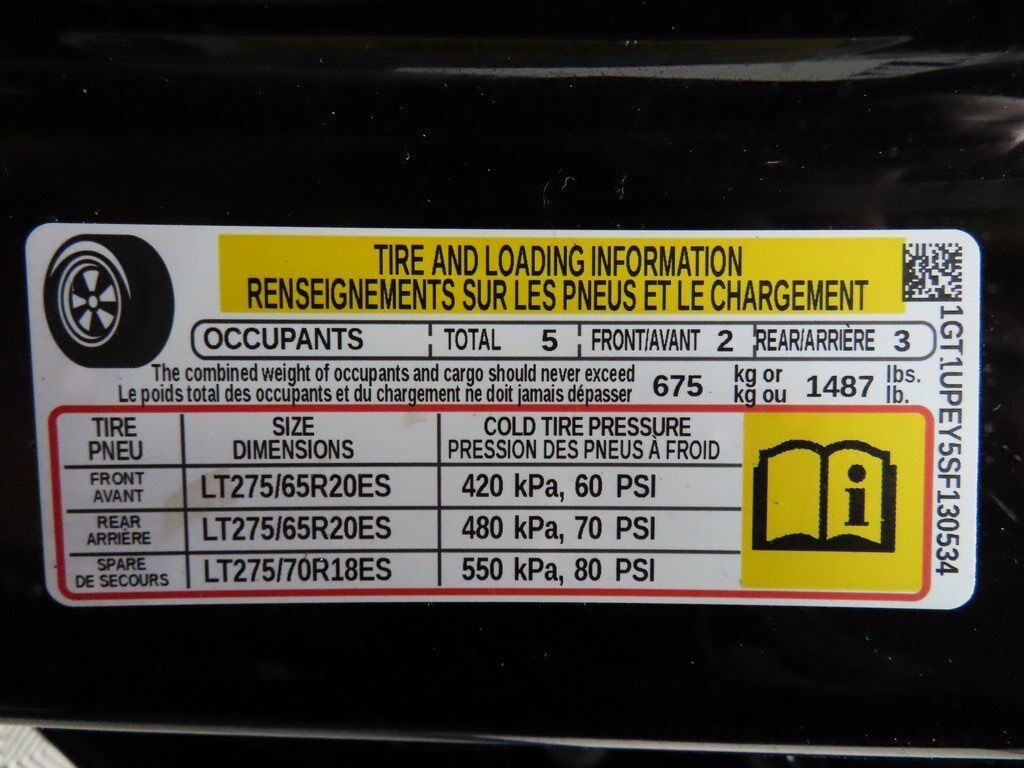 TIRE AND LOADING INFORMATION
RENSEIGNEMENTS SUR LES PNEUS ET LE CHARGEMENT
OCCUPANTS TOTAL 5 FRONT/AVANT 2 REAR/ARRIÈRE 3
The combined weight of occupants and cargo should never exceed 675 kg or 1487 lbs.
Le poids total des occupants et du chargement ne doit jamais dépasser kg ou lb.
TIRE SIZE COLD TIRE PRESSURE
PNEU DIMENSIONS PRESSION DES PNEUS À FROID
FRONT
AVANT LT275/65R20ES 420 kPa, 60 PSI
REAR
ARRIÈRE LT275/65R20ES 480 kPa, 70 PSI
SPARE
DE SECOURS LT275/70R18ES 550 kPa, 80 PSI
i
1GT1UPEY5SF130534